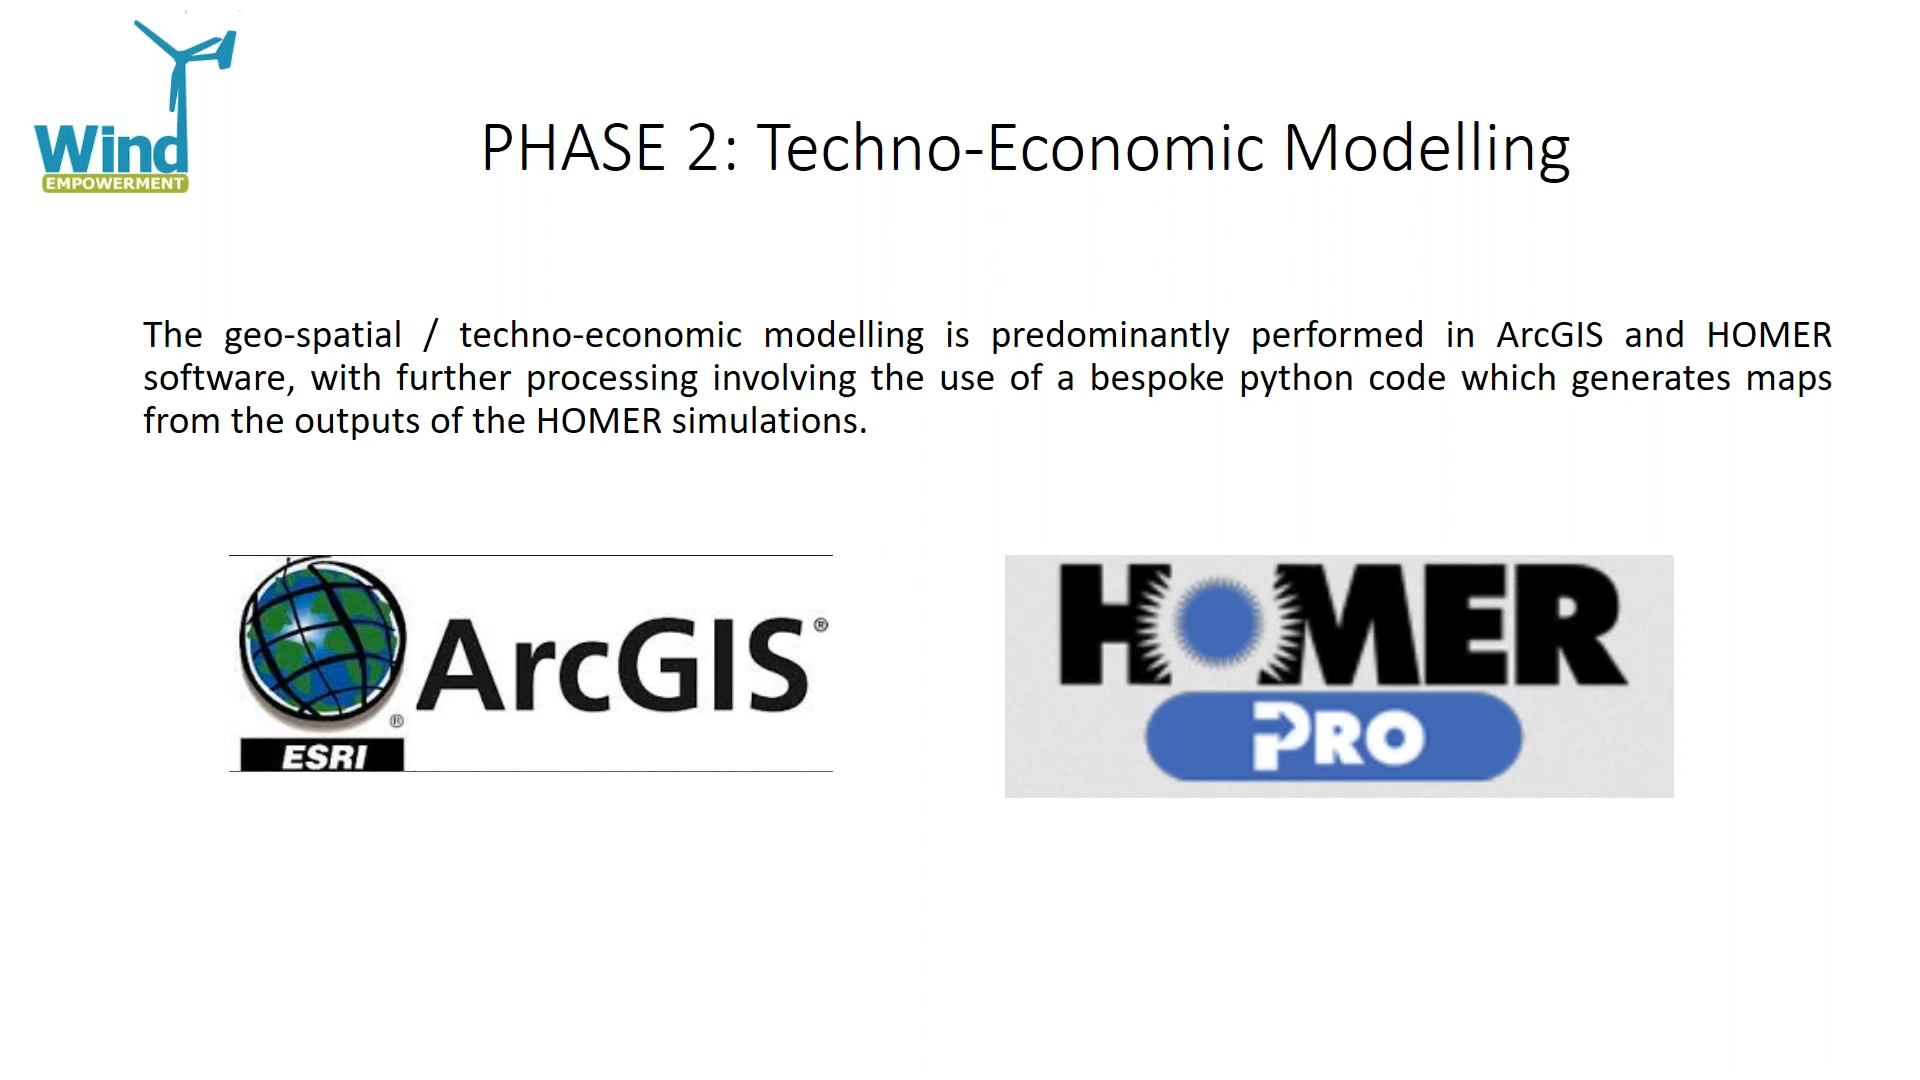 Wind
EMPOWERMENT
PHASE 2: Techno-Economic Modelling
The geo-spatial / techno-economic modelling is predominantly performed in ArcGIS and HOMER
software, with further processing involving the use of a bespoke python code which generates maps
from the outputs of the HOMER simulations.
ArcGIS®
®
ESRI
HOMER
PRO